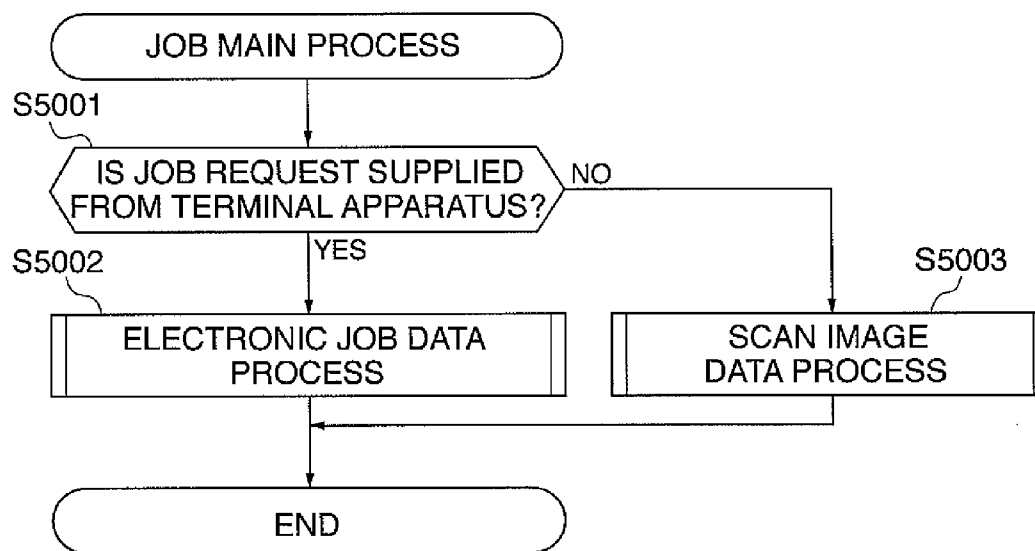 JOB MAIN PROCESS
S5001
IS JOB REQUEST SUPPLIED
FROM TERMINAL APPARATUS?
NO
YES
S5002
S5003
ELECTRONIC JOB DATA
PROCESS
SCAN IMAGE
DATA PROCESS
END